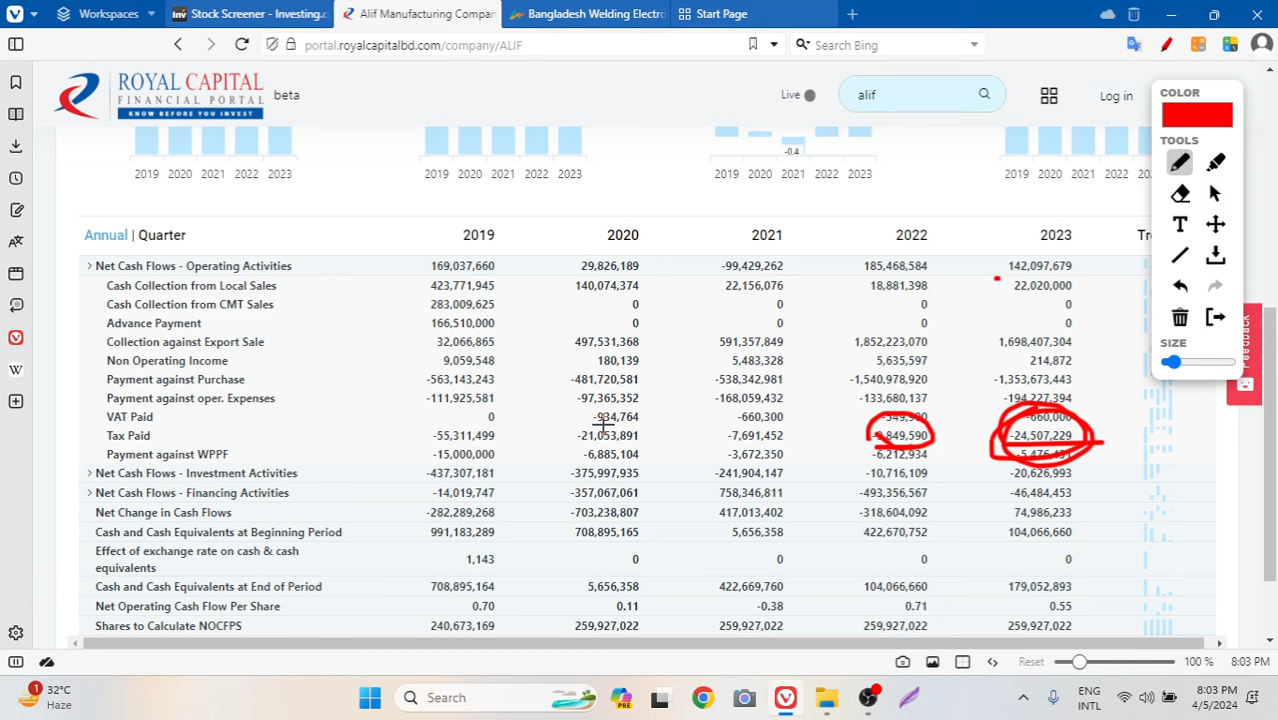 Workspaces
Stock Screener - Investing.c
Alif Manufacturing Compan
Bangladesh Welding Electro
Start Page
portal.royalcapitalbd.com/company/ALIF
Search Bing
ROYAL CAPITAL
FINANCIAL PORTAL
KNOW BEFORE YOU INVEST
beta
Live
alif
Log in
COLOR
TOOLS
SIZE
-0.4
2019 2020 2021 2022 2023
2019 2020 2021 2022 2023
2019 2020 2021 2022 2023
2019 2020 2021 2022
Annual | Quarter 2019 2020 2021 2022 2023
Net Cash Flows - Operating Activities 169,037,660 29,826,189 -99,429,262 185,468,584 142,097,679
Cash Collection from Local Sales 423,771,945 140,074,374 22,156,076 18,881,398 22,020,000
Cash Collection from CMT Sales 283,009,625 0 0 0 0
Advance Payment 166,510,000 0 0 0 0
Collection against Export Sale 32,066,865 497,531,368 591,357,849 1,852,223,070 1,698,407,304
Non Operating Income 9,059,548 180,139 5,483,328 5,635,597 214,872
Payment against Purchase -563,143,243 -481,720,581 -538,342,981 -1,540,978,920 -1,353,673,443
Payment against oper. Expenses -111,925,581 -97,365,352 -168,059,432 -133,680,137 -194,227,394
VAT Paid 0 -934,764 -660,300 -660,000
Tax Paid -55,311,499 -21,053,891 -7,691,452 -24,507,229
Payment against WPPF -15,000,000 -6,885,104 -3,672,350 -6,212,934
Net Cash Flows - Investment Activities -437,307,181 -375,997,935 -241,904,147 -10,716,109 -20,626,993
Net Cash Flows - Financing Activities -14,019,747 -357,067,061 758,346,811 -493,356,567 -46,484,453
Net Change in Cash Flows -282,289,268 -703,238,807 417,013,402 -318,604,092 74,986,233
Cash and Cash Equivalents at Beginning Period 991,183,289 708,895,165 5,656,358 422,670,752 104,066,660
Effect of exchange rate on cash & cash
equivalents 1,143 0 0 0 0
Cash and Cash Equivalents at End of Period 708,895,164 5,656,358 422,669,760 104,066,660 179,052,893
Net Operating Cash Flow Per Share 0.70 0.11 -0.38 0.71 0.55
Shares to Calculate NOCFPS 240,673,169 259,927,022 259,927,022 259,927,022 259,927,022
Feedback
Reset 100 % 8:03 PM
1
32°C
Haze
Search
ENG
INTL
8:03 PM
4/5/2024